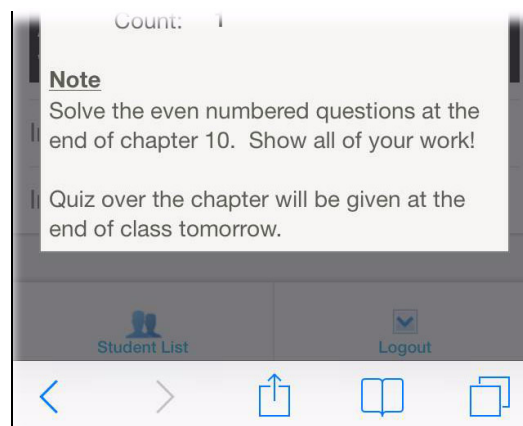 Count: 1
Note
Solve the even numbered questions at the
end of chapter 10. Show all of your work!
Quiz over the chapter will be given at the
end of class tomorrow.
Student List
Logout